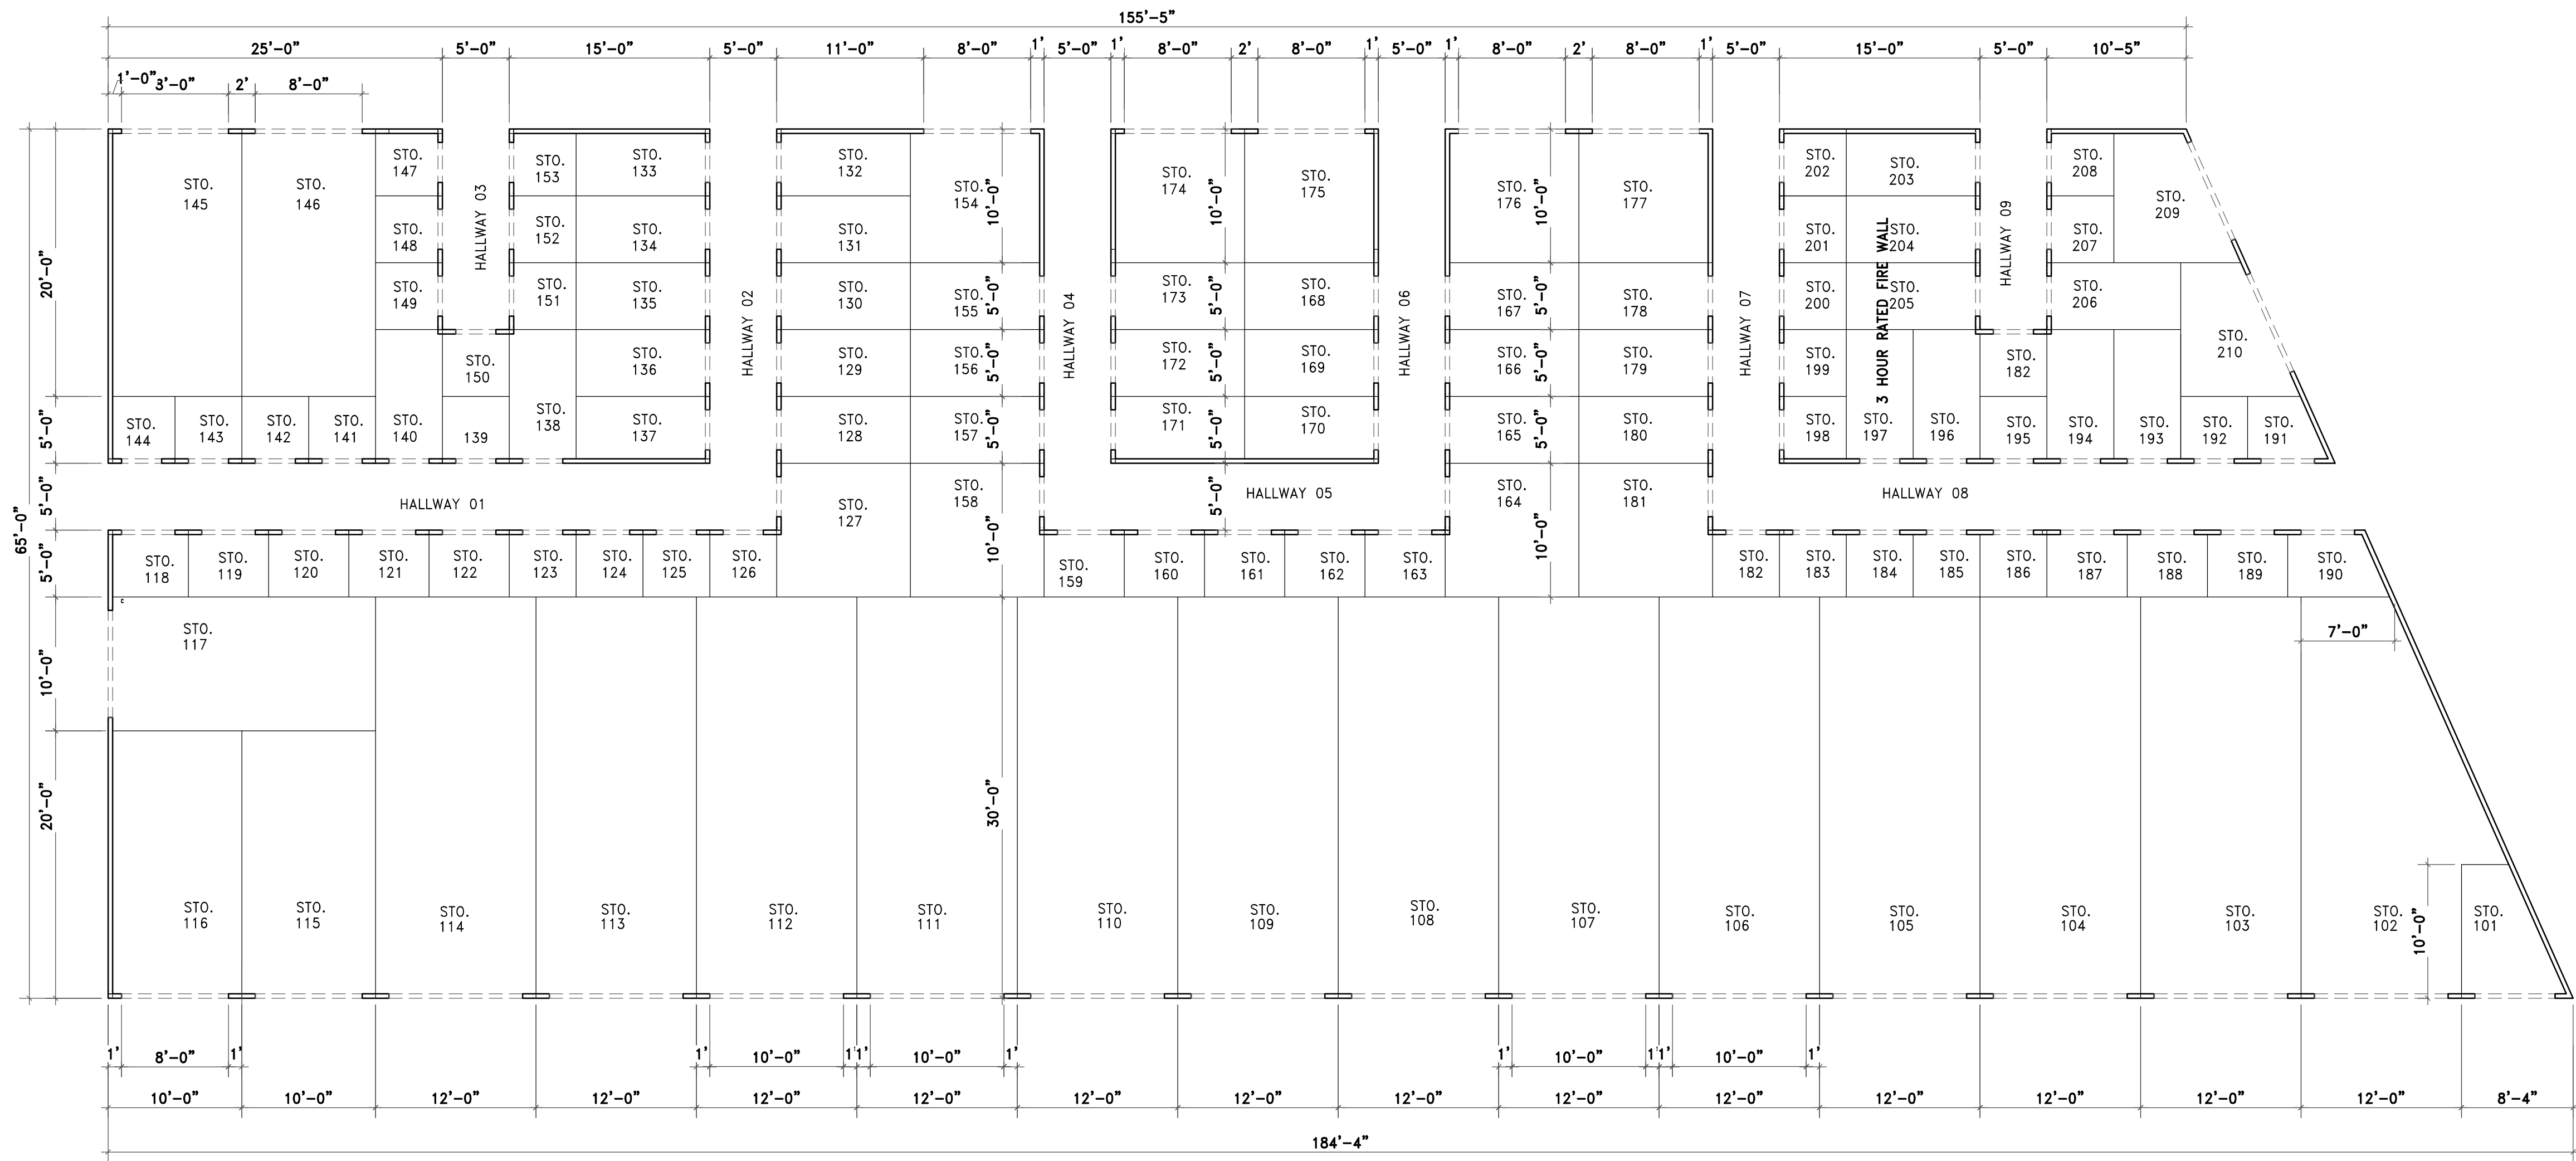 155'-5"
25'-0" 5'-0" 15'-0" 5'-0" 11'-0" 8'-0" 1' 5'-0" 1' 8'-0" 2' 8'-0" 1' 5'-0" 1' 8'-0" 2' 8'-0" 1' 5'-0" 15'-0" 5'-0" 10'-5"
1'-0" 3'-0" 2' 8'-0"
65'-0"
20'-0"
5'-0"
5'-0"
5'-0"
10'-0"
20'-0"
STO.
145
STO.
146
STO.
147
STO.
148
STO.
149
HALLWAY 03
STO.
153
STO.
152
STO.
151
STO.
150
STO.
133
STO.
134
STO.
135
STO.
136
STO.
137
HALLWAY 02
STO.
132
STO.
131
STO.
130
STO.
129
STO.
128
STO.
127
STO.
154
STO.
155
STO.
156
STO.
157
STO.
158
10'-0"
5'-0"
5'-0"
5'-0"
10'-0"
30'-0"
HALLWAY 04
STO.
174
STO.
173
STO.
172
STO.
171
10'-0"
5'-0"
5'-0"
5'-0"
5'-0"
STO.
175
STO.
168
STO.
169
STO.
170
HALLWAY 06
STO.
176
STO.
167
STO.
166
STO.
165
STO.
164
10'-0"
5'-0"
5'-0"
5'-0"
10'-0"
STO.
177
STO.
178
STO.
179
STO.
180
STO.
181
HALLWAY 07
STO.
202
STO.
201
STO.
200
STO.
199
STO.
198
3 HOUR RATED FIRE WALL
STO.
203
STO.
204
STO.
205
HALLWAY 09
STO.
182
STO.
208
STO.
207
STO.
206
STO.
209
STO.
210
STO.
144
STO.
143
STO.
142
STO.
141
STO.
140
139
STO.
138
STO.
197
STO.
196
STO.
195
STO.
194
STO.
193
STO.
192
STO.
191
HALLWAY 01
HALLWAY 05
HALLWAY 08
STO.
118
STO.
119
STO.
120
STO.
121
STO.
122
STO.
123
STO.
124
STO.
125
STO.
126
STO.
159
STO.
160
STO.
161
STO.
162
STO.
163
STO.
182
STO.
183
STO.
184
STO.
185
STO.
186
STO.
187
STO.
188
STO.
189
STO.
190
7'-0"
STO.
117
STO.
116
STO.
115
STO.
114
STO.
113
STO.
112
STO.
111
STO.
110
STO.
109
STO.
108
STO.
107
STO.
106
STO.
105
STO.
104
STO.
103
STO.
102
10'-0"
STO.
101
1' 8'-0" 1' 1' 10'-0" 1' 1' 10'-0" 1' 1' 10'-0" 1' 1' 10'-0" 1'
10'-0" 10'-0" 12'-0" 12'-0" 12'-0" 12'-0" 12'-0" 12'-0" 12'-0" 12'-0" 12'-0" 12'-0" 12'-0" 12'-0" 12'-0" 8'-4"
184'-4"